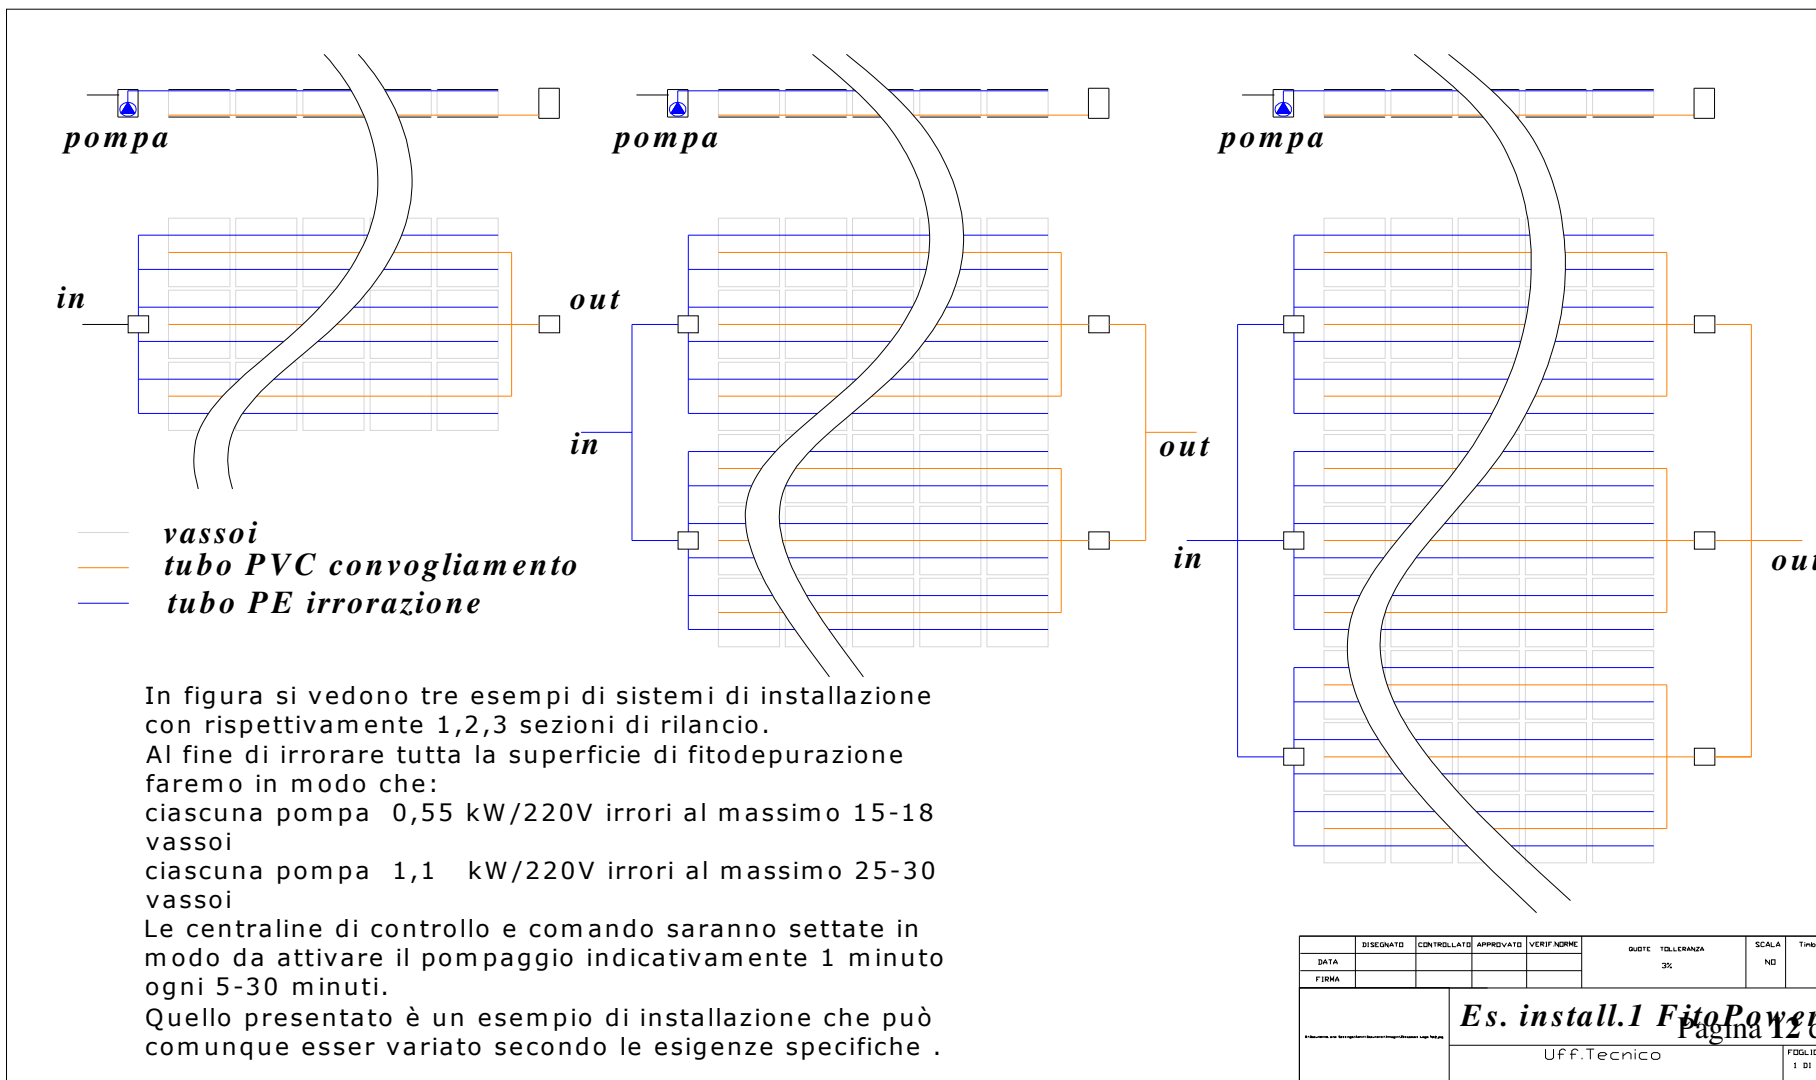 pompa
pompa
pompa
in
out
in
out
in
out
vassoi
tubo PVC convogliamento
tubo PE irrorazione
In figura si vedono tre esempi di sistemi di installazione
con rispettivamente 1,2,3 sezioni di rilancio.
Al fine di irrorare tutta la superficie di fitodepurazione
faremo in modo che:
ciascuna pompa 0,55 kW/220V irrori al massimo 15-18
vassoi
ciascuna pompa 1,1 kW/220V irrori al massimo 25-30
vassoi
Le centraline di controllo e comando saranno settate in
modo da attivare il pompaggio indicativamente 1 minuto
ogni 5-30 minuti.
Quello presentato è un esempio di installazione che può
comunque esser variato secondo le esigenze specifiche .
DISEGNATO CONTROLLATO APPROVATO VERIF.NORME QUOTE TOLLERANZA SCALA
DATA 3% NO
FIRMA
Es. install.1 FitoPower
Pagina 12
Uff.Tecnico
FOGLIO
1 DI